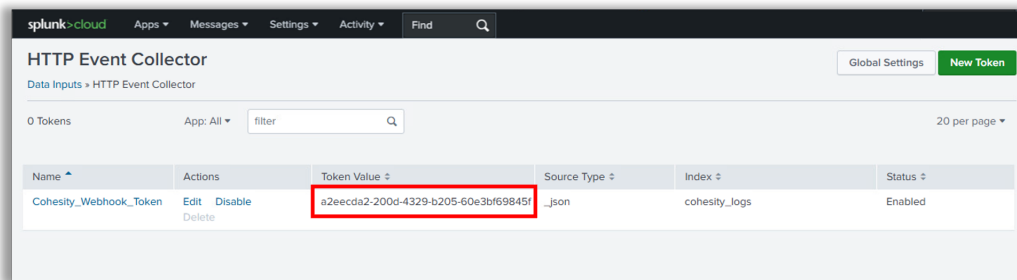 splunk>cloud Apps Messages Settings Activity Find
HTTP Event Collector
Global Settings New Token
Data Inputs » HTTP Event Collector
0 Tokens App: All filter 20 per page
Name Actions Token Value Source Type Index Status
Cohesity_Webhook_Token Edit Disable a2eecda2-200d-4329-b205-60e3bf69845f _json cohesity_logs Enabled
Delete